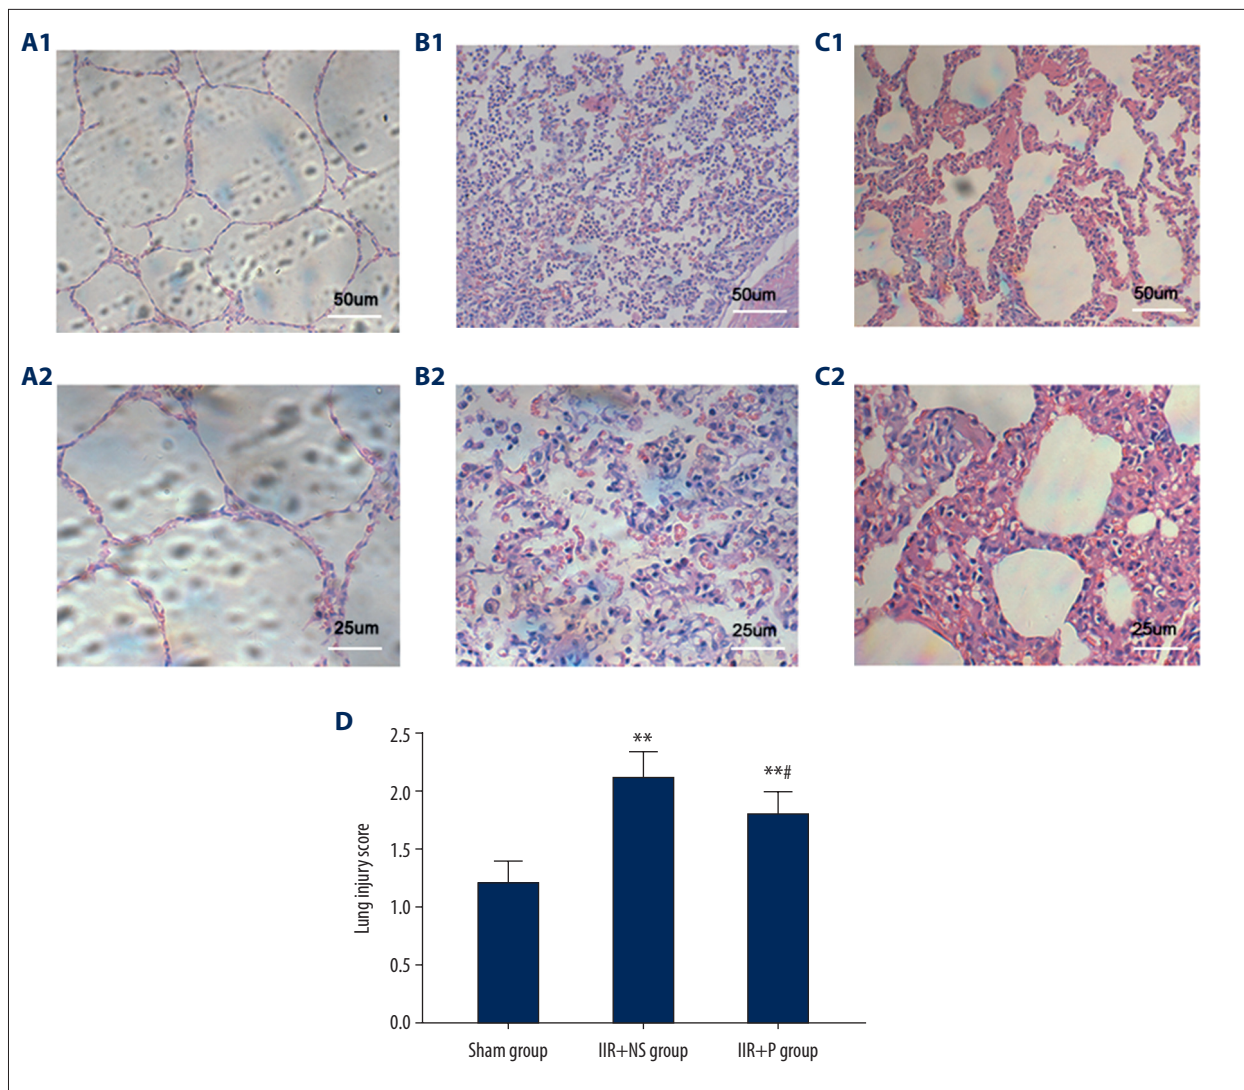 A1
B1
C1
50um
50um
50um
A2
B2
C2
25um
25um
25um
D
Lung injury score
2.5
2.0
1.5
1.0
0.5
0.0
**
**#
Sham group
IIR+NS group
IIR+P group